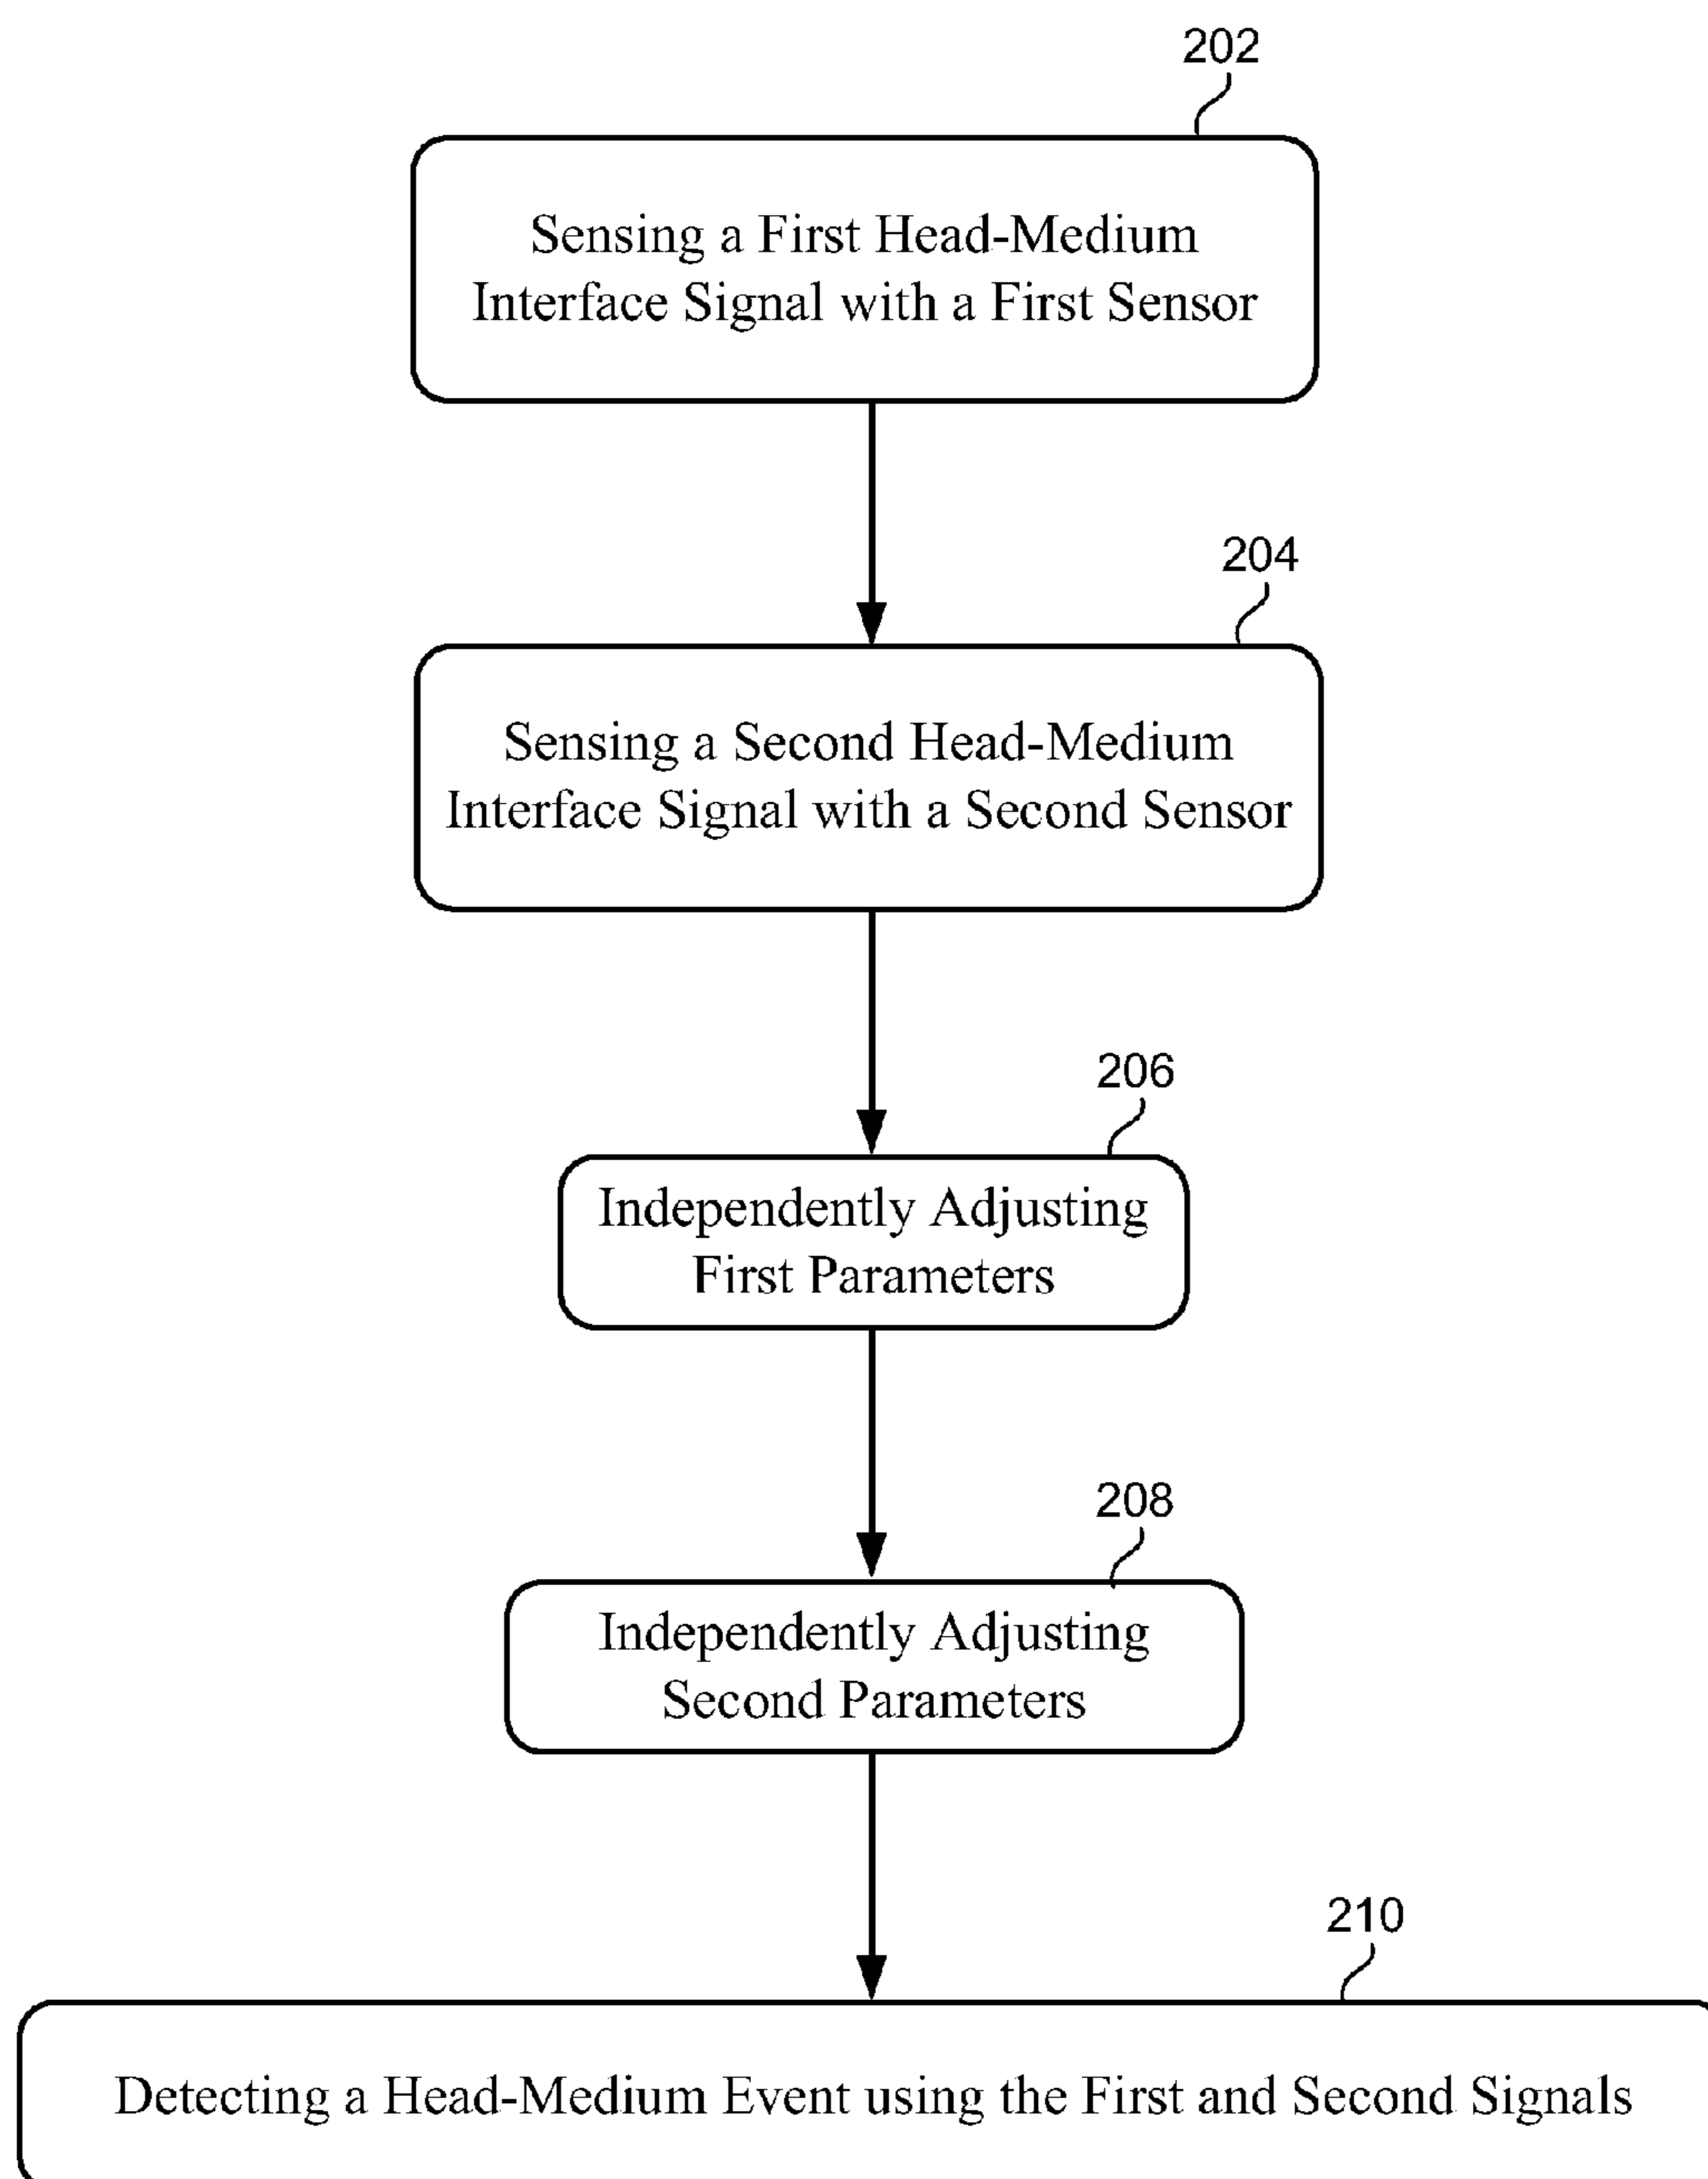 202
Sensing a First Head-Medium
Interface Signal with a First Sensor
204
Sensing a Second Head-Medium
Interface Signal with a Second Sensor
206
Independently Adjusting
First Parameters
208
Independently Adjusting
Second Parameters
210
Detecting a Head-Medium Event using the First and Second Signals